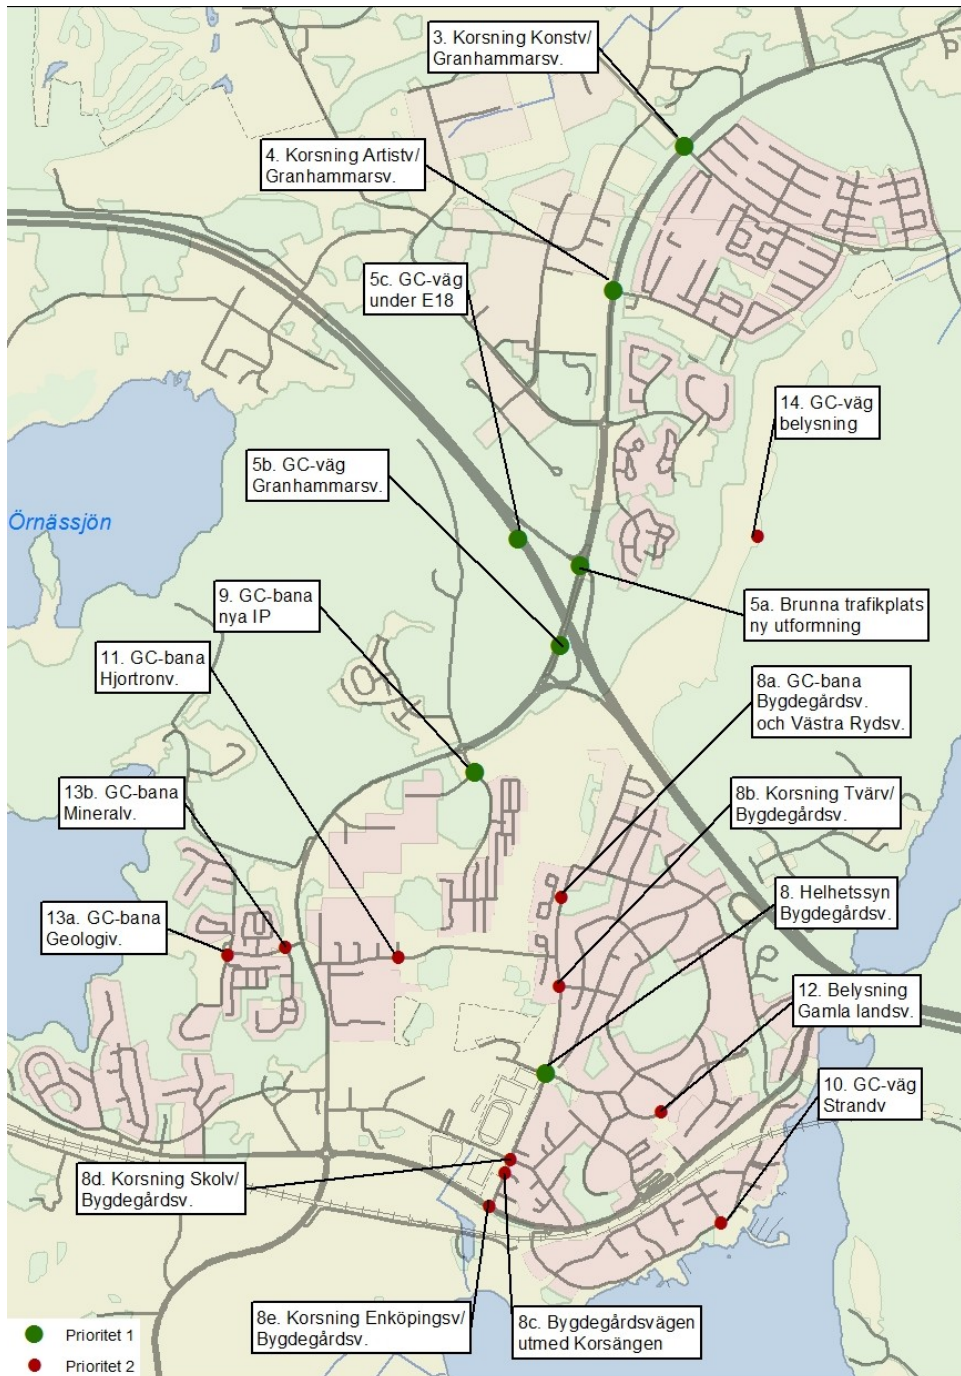 3. Korsning Konstv/
Granhammarsv.
4. Korsning Artistv/
Granhammarsv.
5c. GC-väg
under E18
14. GC-väg
belysning
5b. GC-väg
Granhammarsv.
Örnässjön
9. GC-bana
nya IP
5a. Brunna trafikplats
ny utformning
11. GC-bana
Hjortronv.
8a. GC-bana
Bygdegårdsv.
och Västra Rydsv.
13b. GC-bana
Mineralv.
8b. Korsning Tvärv/
Bygdegårdsv.
8. Helhetssyn
Bygdegårdsv.
13a. GC-bana
Geologiv.
12. Belysning
Gamla landsv.
10. GC-väg
Strandv
8d. Korsning Skolv/
Bygdegårdsv.
8e. Korsning Enköpingsv/
Bygdegårdsv.
8c. Bygdegårdsvägen
utmed Korsängen
Prioritet 1
Prioritet 2